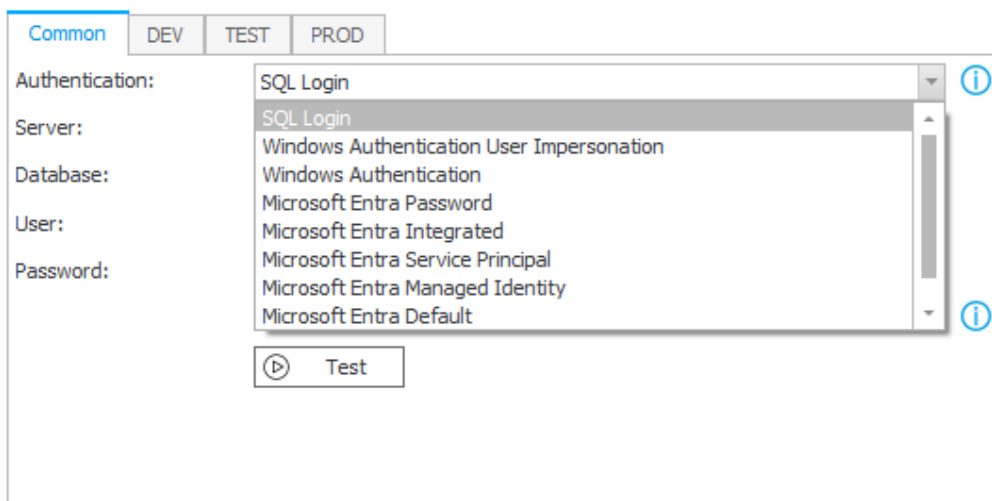 Common DEV TEST PROD
Authentication: SQL Login
Server: SQL Login
Windows Authentication User Impersonation
Database: Windows Authentication
Microsoft Entra Password
User: Microsoft Entra Integrated
Microsoft Entra Service Principal
Password: Microsoft Entra Managed Identity
Microsoft Entra Default
Test